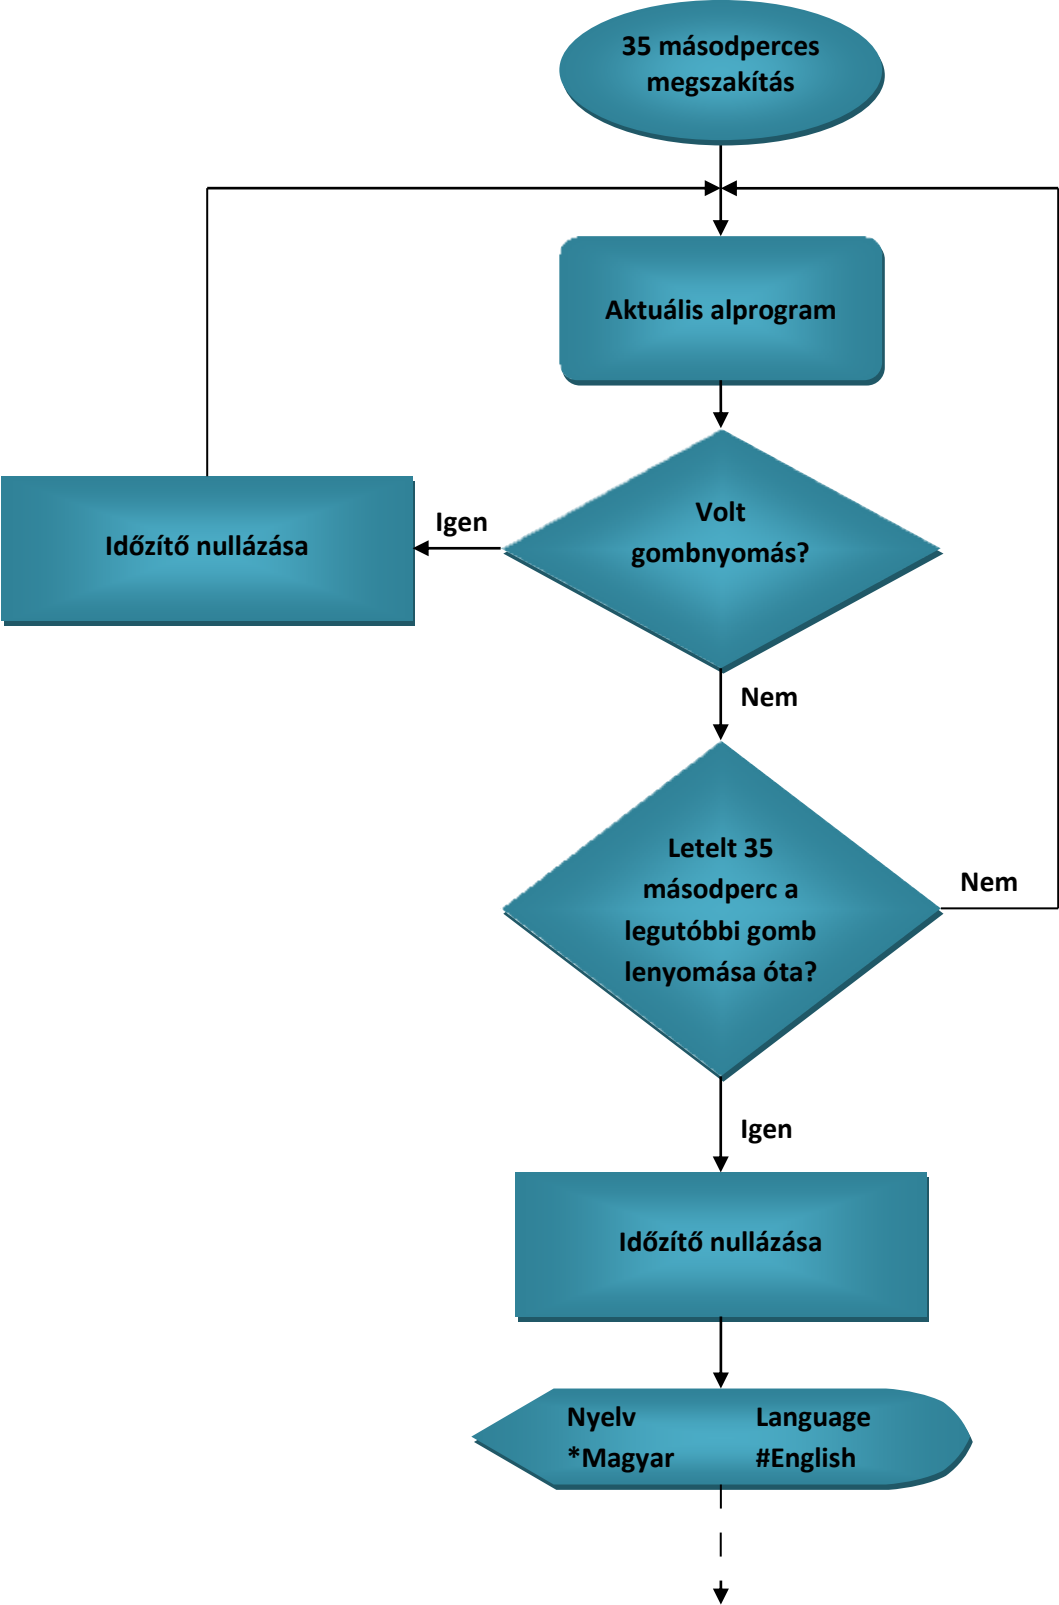 35 másodperces
megszakítás
Aktuális alprogram
Volt
gombnyomás?
Igen
Időzítő nullázása
Nem
Letelt 35
másodperc a
legutóbbi gomb
lenyomása óta?
Nem
Igen
Időzítő nullázása
Nyelv Language
*Magyar #English